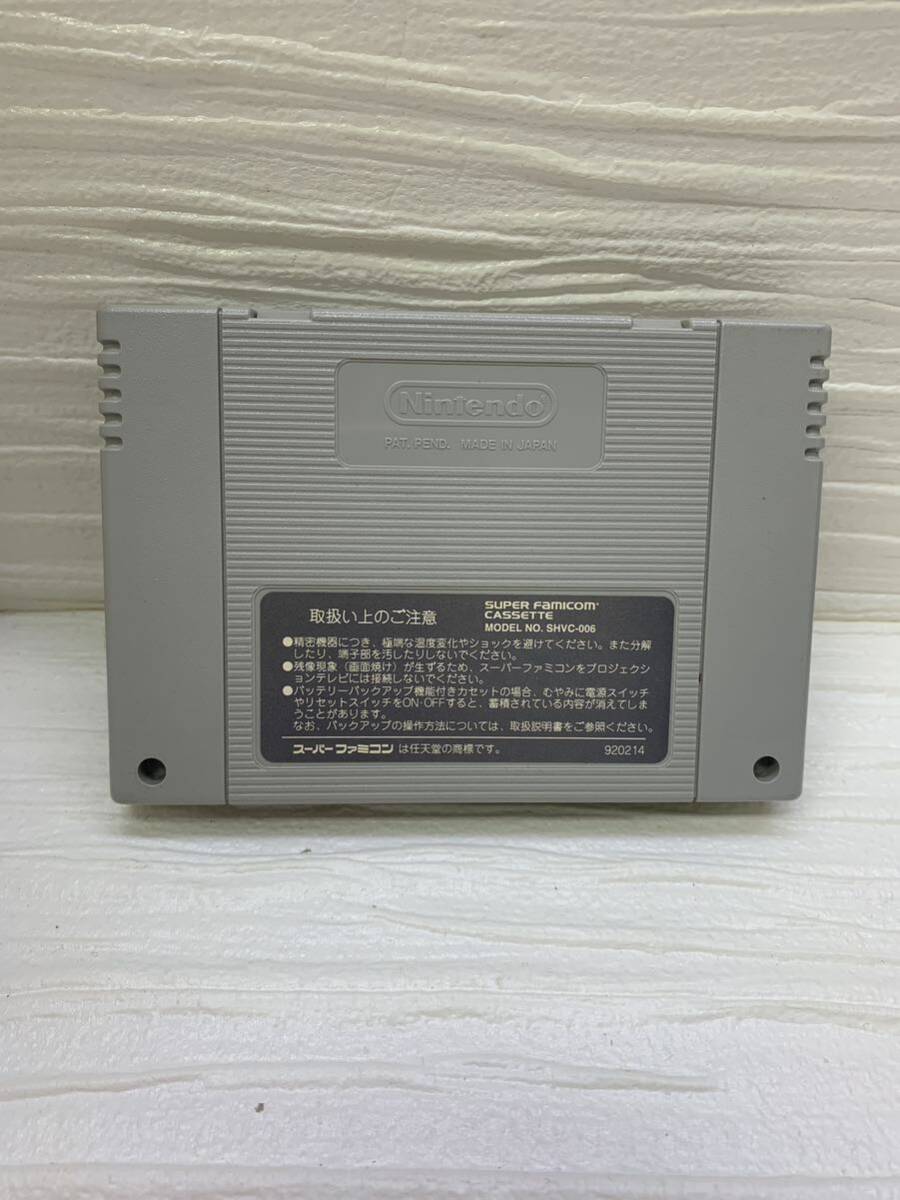 Nintendo
PAT. PEND. MADE IN JAPAN
取扱い上のご注意
SUPER FAMICOM
CASSETTE
MODEL NO. SHVC-006
●精密機器につき、極端な温度変化やショックを避けてください。また分解
したり、端子部を汚したりしないでください。
●残像現象（画面焼け）が生ずるため、スーパーファミコンをプロジェクシ
ョンテレビには接続しないでください。
●バッテリーバックアップ機能付きカセットの場合、むやみに電源スイッチ
やリセットスイッチをON·OFFすると、蓄積されている内容が消えてしま
うことがあります。
なお、バックアップの操作方法については、取扱説明書をご参照ください。
スーパーファミコン は任天堂の商標です。
920214